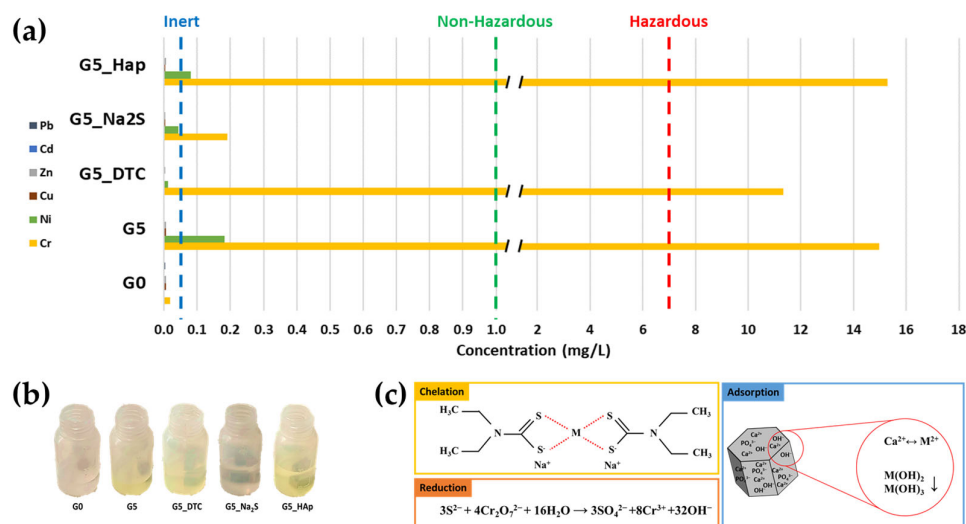 (a)
Inert Non-Hazardous Hazardous
G5_Hap
G5_Na2S
G5_DTC
G5
G0
Pb
Cd
Zn
Cu
Ni
Cr
0.0 0.1 0.2 0.3 0.4 0.5 0.6 0.7 0.8 0.9 1.0 2 4 6 8 10 12 14 16 18
Concentration (mg/L)
(b)
G0 G5 G5_DTC G5_Na₂S G5_HAp
(c)
Chelation
H₃C S S CH₃
N M N
H₃C S S CH₃
Na⁺ Na⁺
Reduction
3S²⁻ + 4Cr₂O₇²⁻ + 16H₂O → 3SO₄²⁻ +8Cr³⁺+32OH⁻
Adsorption
Ca²⁺↔ M²⁺
M(OH)₂
M(OH)₃ ↓